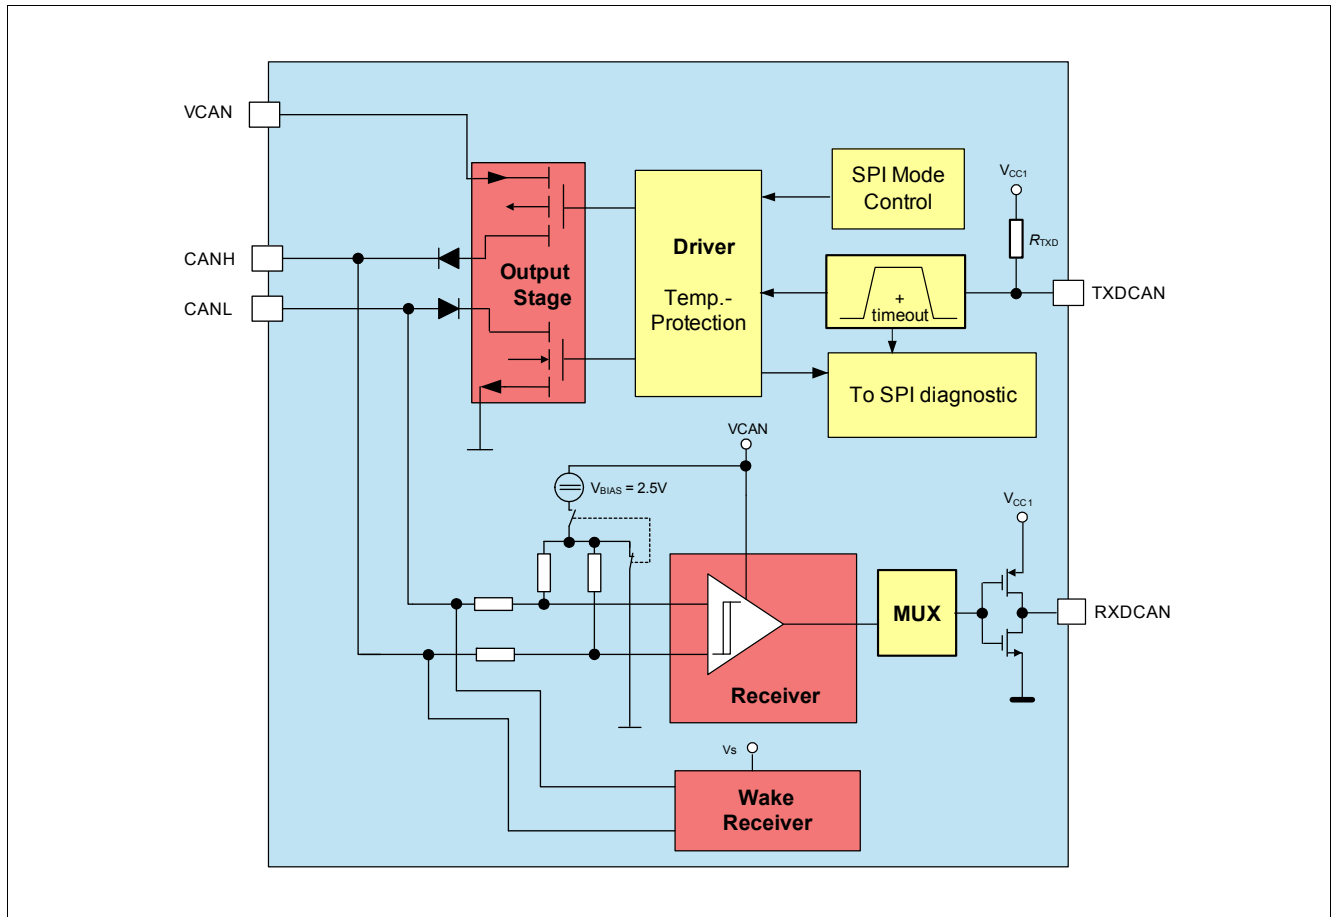 VCAN
SPI Mode
Control
VCC1
RTXD
Driver
CANH
Output
Stage
CANL
Temp.-
Protection
+
timeout
TXDCAN
To SPI diagnostic
VCAN
VBIAS = 2.5V
VCC1
MUX
RXDCAN
Receiver
Vs
Wake
Receiver